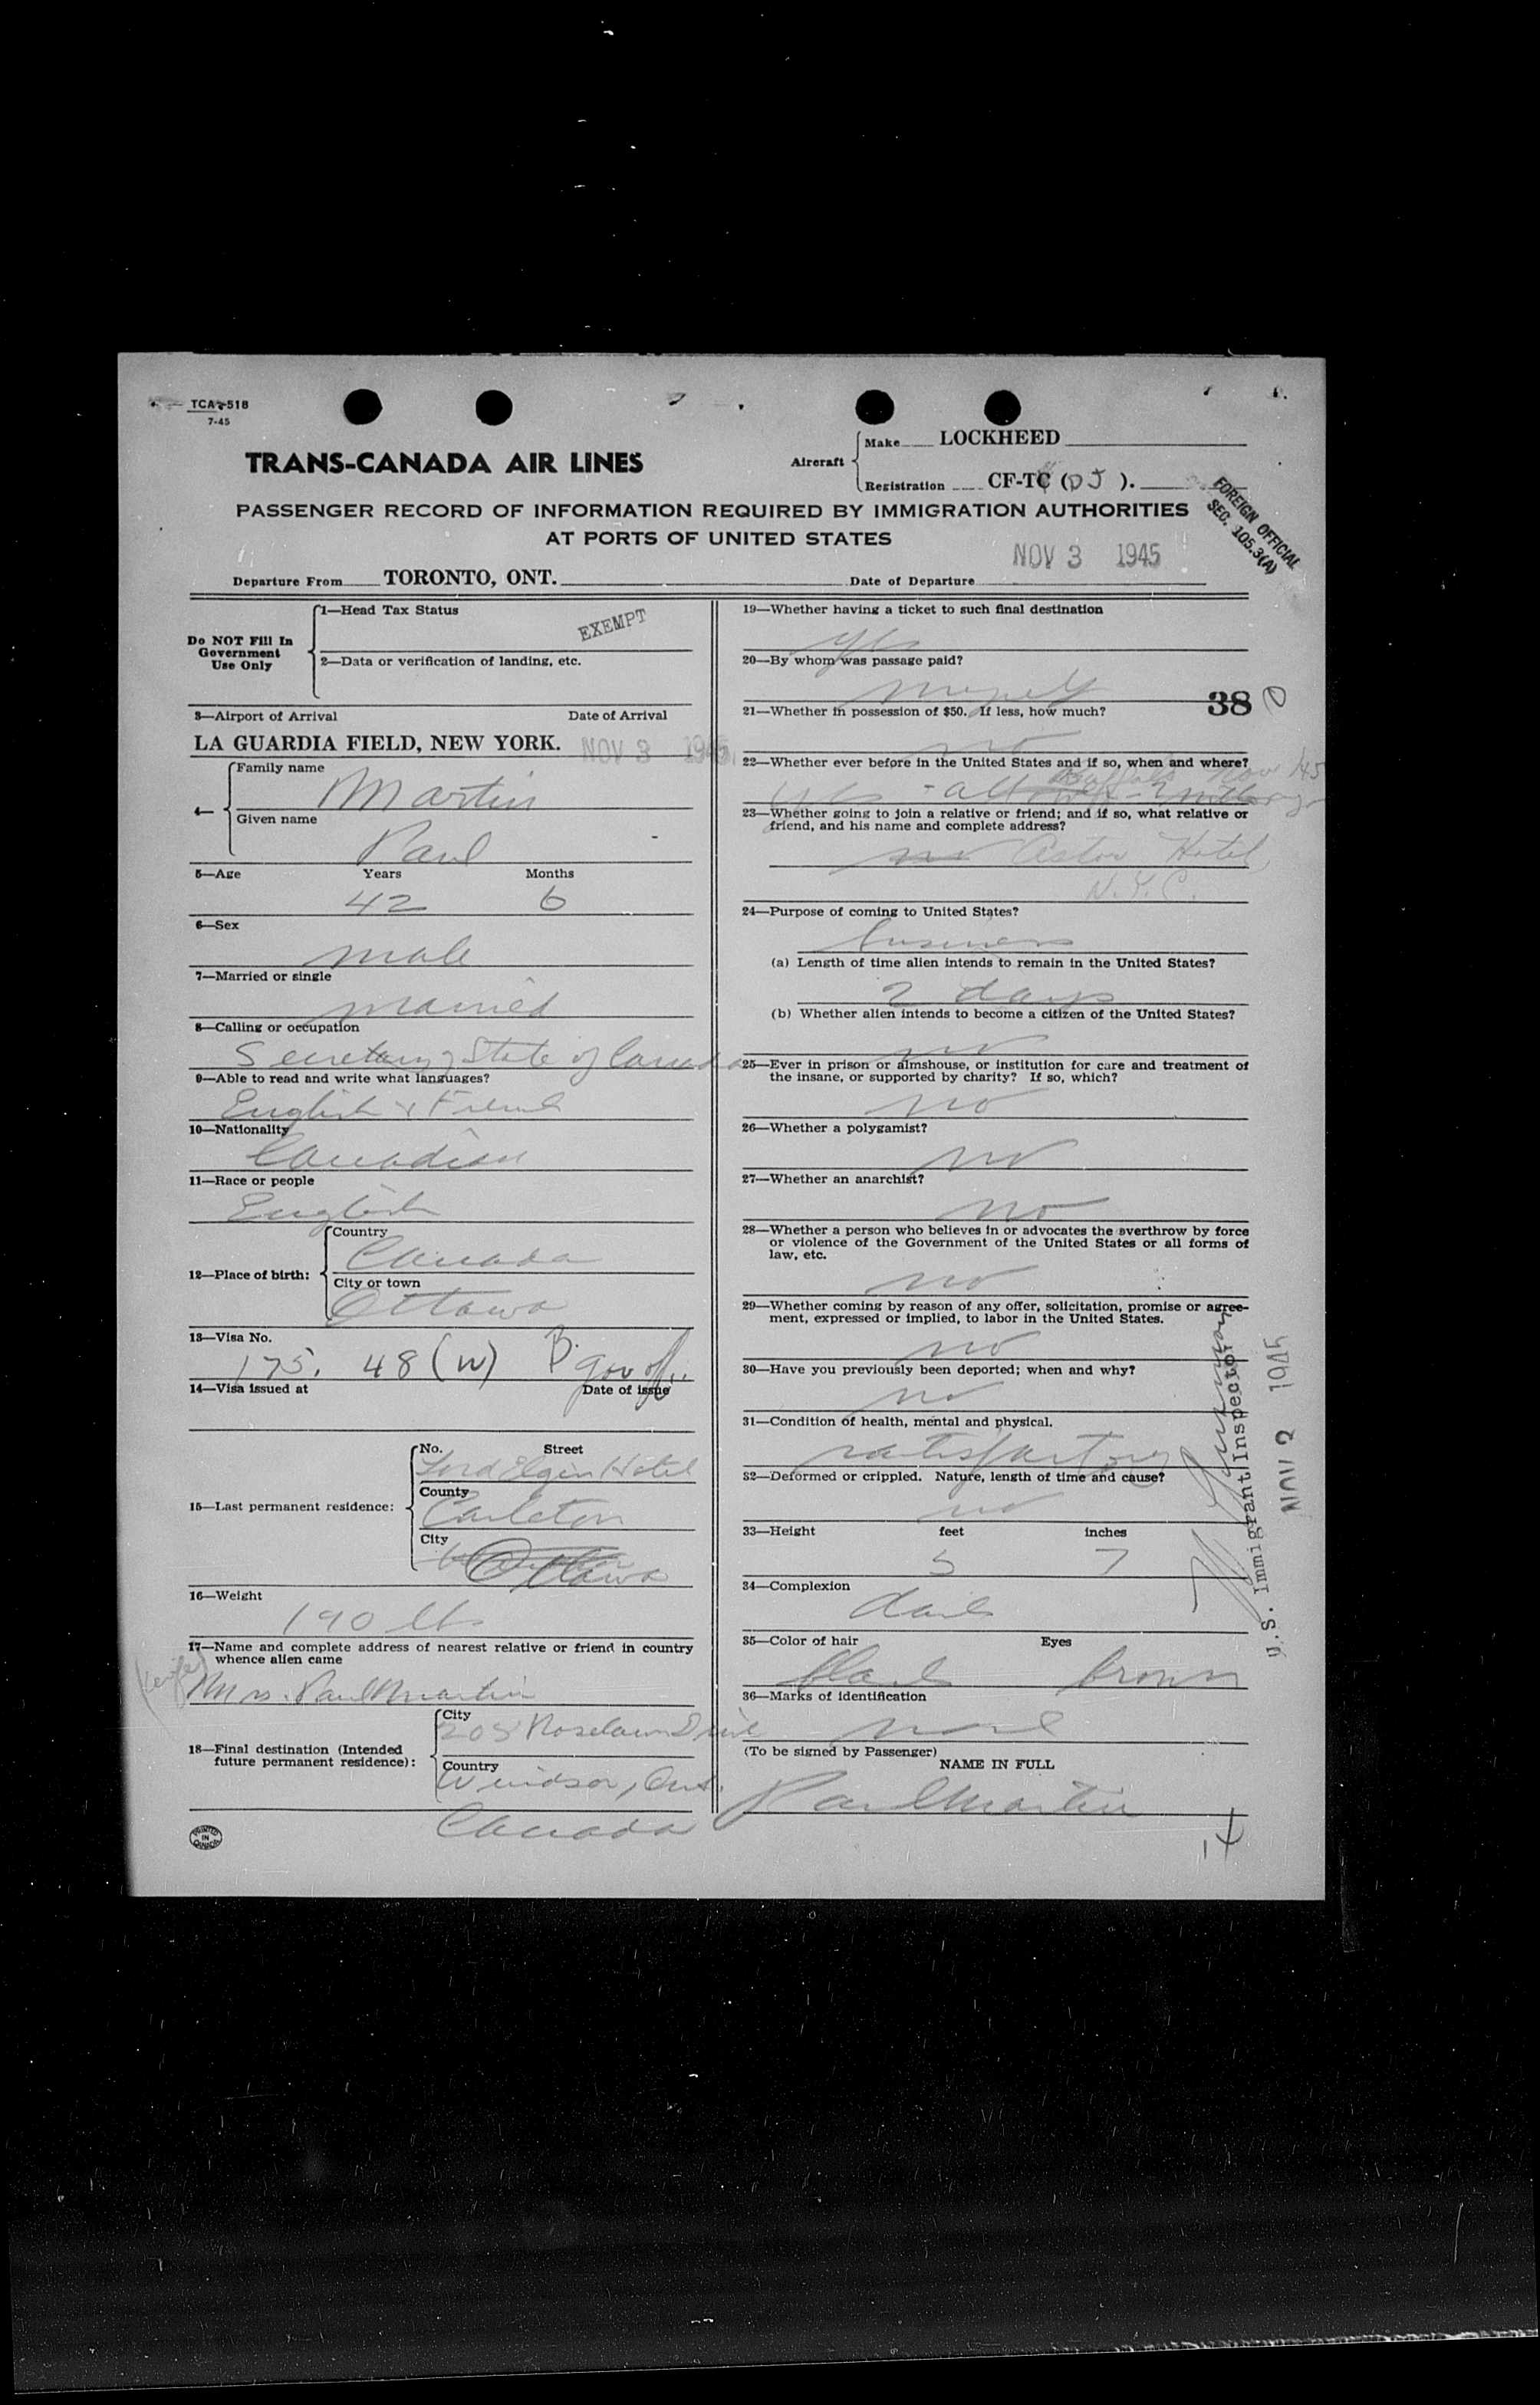 TCA-518
7-45
TRANS-CANADA AIR LINES
Aircraft
Make LOCKHEED
Registration CF-TC (DJ ).
PASSENGER RECORD OF INFORMATION REQUIRED BY IMMIGRATION AUTHORITIES
AT PORTS OF UNITED STATES
FOREIGN OFFICIAL
SEC. 105.3(A)
Departure From TORONTO, ONT. Date of Departure NOV 3 1945
Do NOT Fill In
Government
Use Only
1—Head Tax Status
EXEMPT
2—Data or verification of landing, etc.
3—Airport of Arrival Date of Arrival
LA GUARDIA FIELD, NEW YORK. NOV 3 1945
4—
Family name
Martin
Given name
Paul
5—Age Years Months
42 6
6—Sex
male
7—Married or single
married
8—Calling or occupation
Secretary of State of Canada
9—Able to read and write what languages?
English & French
10—Nationality
Canadian
11—Race or people
English
12—Place of birth:
Country
Canada
City or town
Ottawa
13—Visa No.
175. 48 (W) B. gov off.
14—Visa issued at Date of issue
15—Last permanent residence:
No. Street
Lord Elgin Hotel
County
Carleton
City
Ottawa
16—Weight
190 lbs
17—Name and complete address of nearest relative or friend in country
whence alien came
(wife)
Mrs. Paul Martin
18—Final destination (Intended
future permanent residence):
City
205 Roselawn Drive
Country
Windsor, Ont.
Canada
PRINTED
IN
CANADA
19—Whether having a ticket to such final destination
yes
20—By whom was passage paid?
myself
38
21—Whether in possession of $50. If less, how much?
no
22—Whether ever before in the United States and if so, when and where?
yes - Buffalo Nov /45
23—Whether going to join a relative or friend; and if so, what relative or
friend, and his name and complete address?
no Astor Hotel,
N.Y.C.
24—Purpose of coming to United States?
business
(a) Length of time alien intends to remain in the United States?
2 days
(b) Whether alien intends to become a citizen of the United States?
no
25—Ever in prison or almshouse, or institution for care and treatment of
the insane, or supported by charity? If so, which?
no
26—Whether a polygamist?
no
27—Whether an anarchist?
no
28—Whether a person who believes in or advocates the overthrow by force
or violence of the Government of the United States or all forms of
law, etc.
no
29—Whether coming by reason of any offer, solicitation, promise or agree-
ment, expressed or implied, to labor in the United States.
no
30—Have you previously been deported; when and why?
no
31—Condition of health, mental and physical.
satisfactory
32—Deformed or crippled. Nature, length of time and cause?
no
33—Height feet inches
5 7
34—Complexion
dark
35—Color of hair Eyes
black brown
36—Marks of identification
none
(To be signed by Passenger)
NAME IN FULL
Paul Martin
U.S. Immigrant Inspector
NOV 2 1945